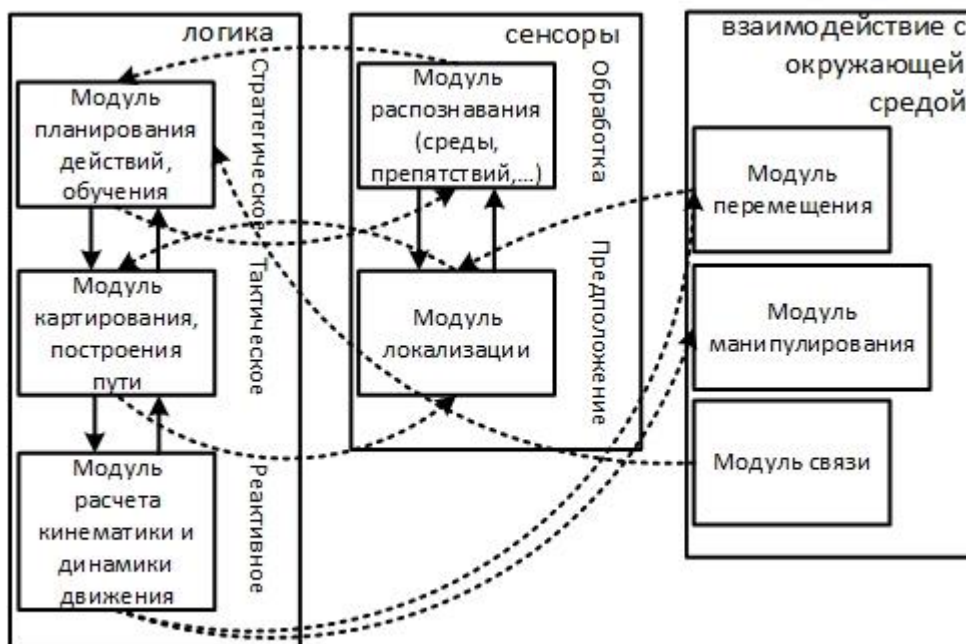 логика
Модуль
планирования
действий,
обучения
Стратегическое
Модуль
картирования,
построения
пути
Тактическое
Модуль
расчета
кинематики и
динамики
движения
Реактивное
сенсоры
Модуль
распознавания
(среды,
препятствий,...)
Обработка
Модуль
локализации
Предположение
взаимодействие с
окружающей
средой
Модуль
перемещения
Модуль
манипулирования
Модуль связи